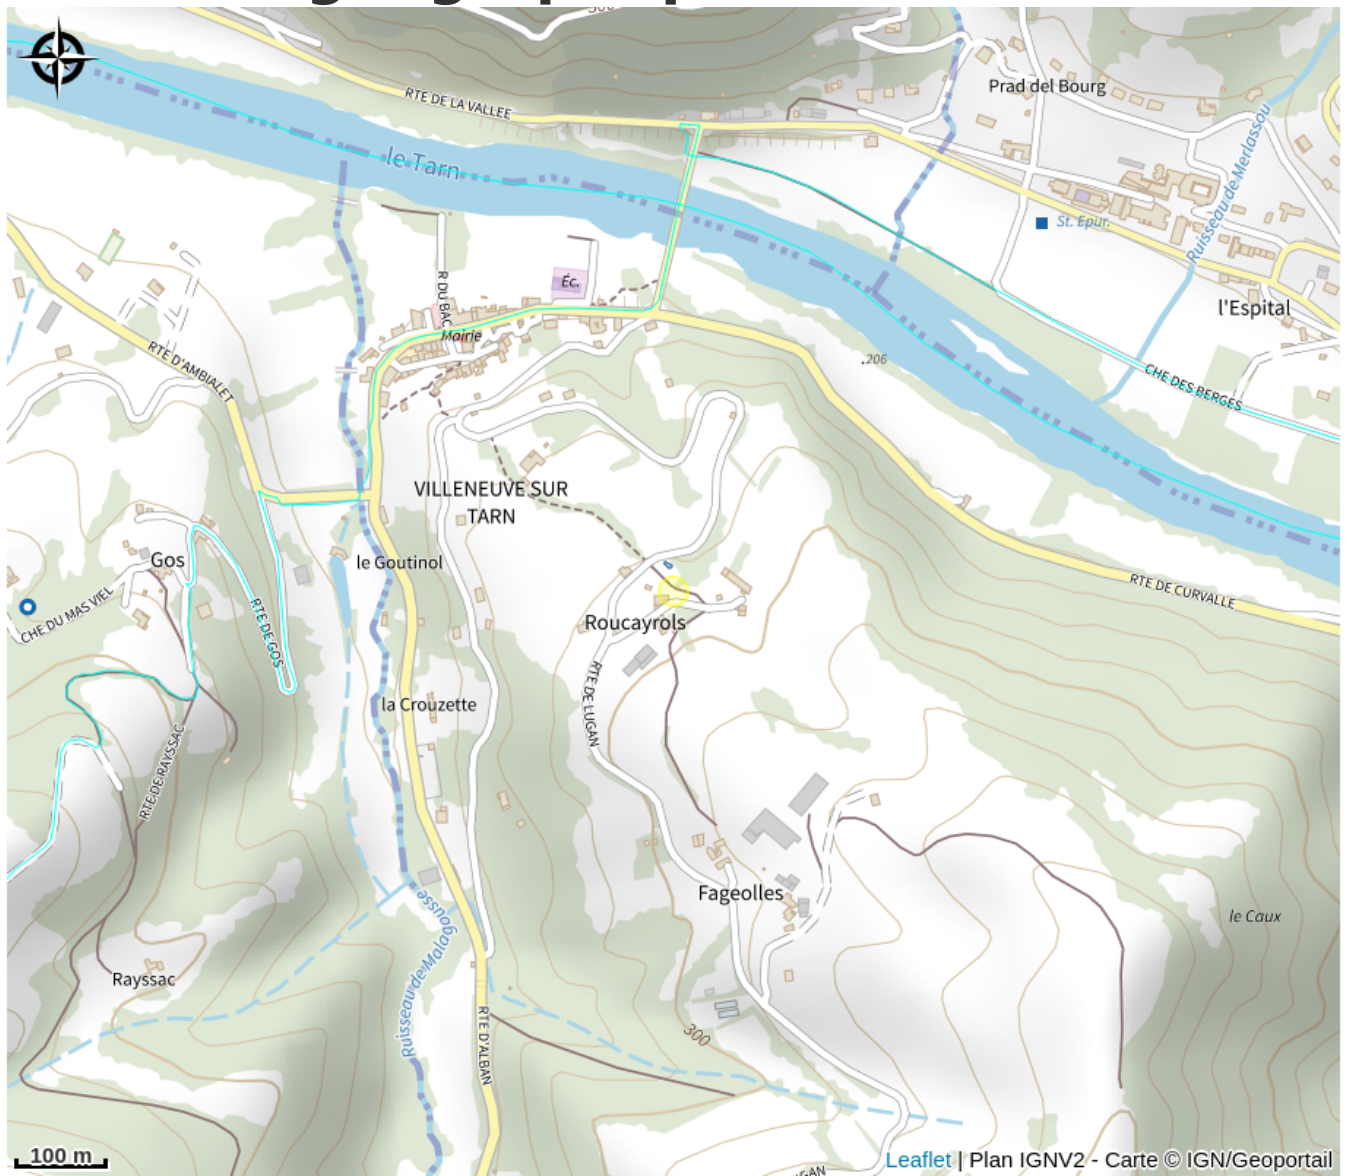 300
Prad del Bourg
RTE DE LA VALLEE
le Tarn
Ruisseau de Merlassou
St. Epur.
Éc.
R DU BAC
l'Espital
Mairie
RTE D'AMBIALET
.206
CHE DES BERGES
VILLENEUVE SUR
TARN
Gos
le Goutinol
RTE DE CURVALLE
CHE DU MAS VIEL
RTE DE GOS
Roucayrols
RTE DE LUGAN
la Crouzette
RTE DE RAYSSAC
Fageolles
le Caux
Ruisseau de Malagousse
Rayssac
RTE D'ALBAN
300
100 m
Leaflet | Plan IGNV2 - Carte © IGN/Geoportail